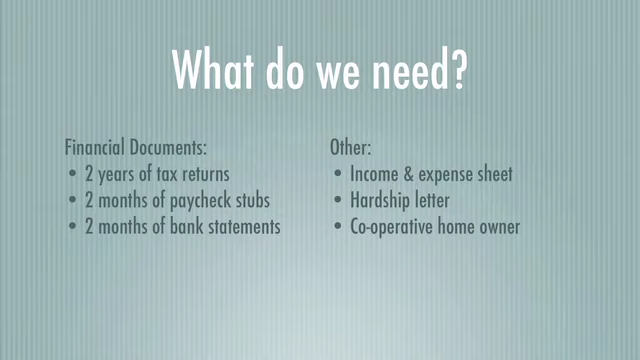 What do we need?
Financial Documents:
• 2 years of tax returns
• 2 months of paycheck stubs
• 2 months of bank statements
Other:
• Income & expense sheet
• Hardship letter
• Co-operative home owner